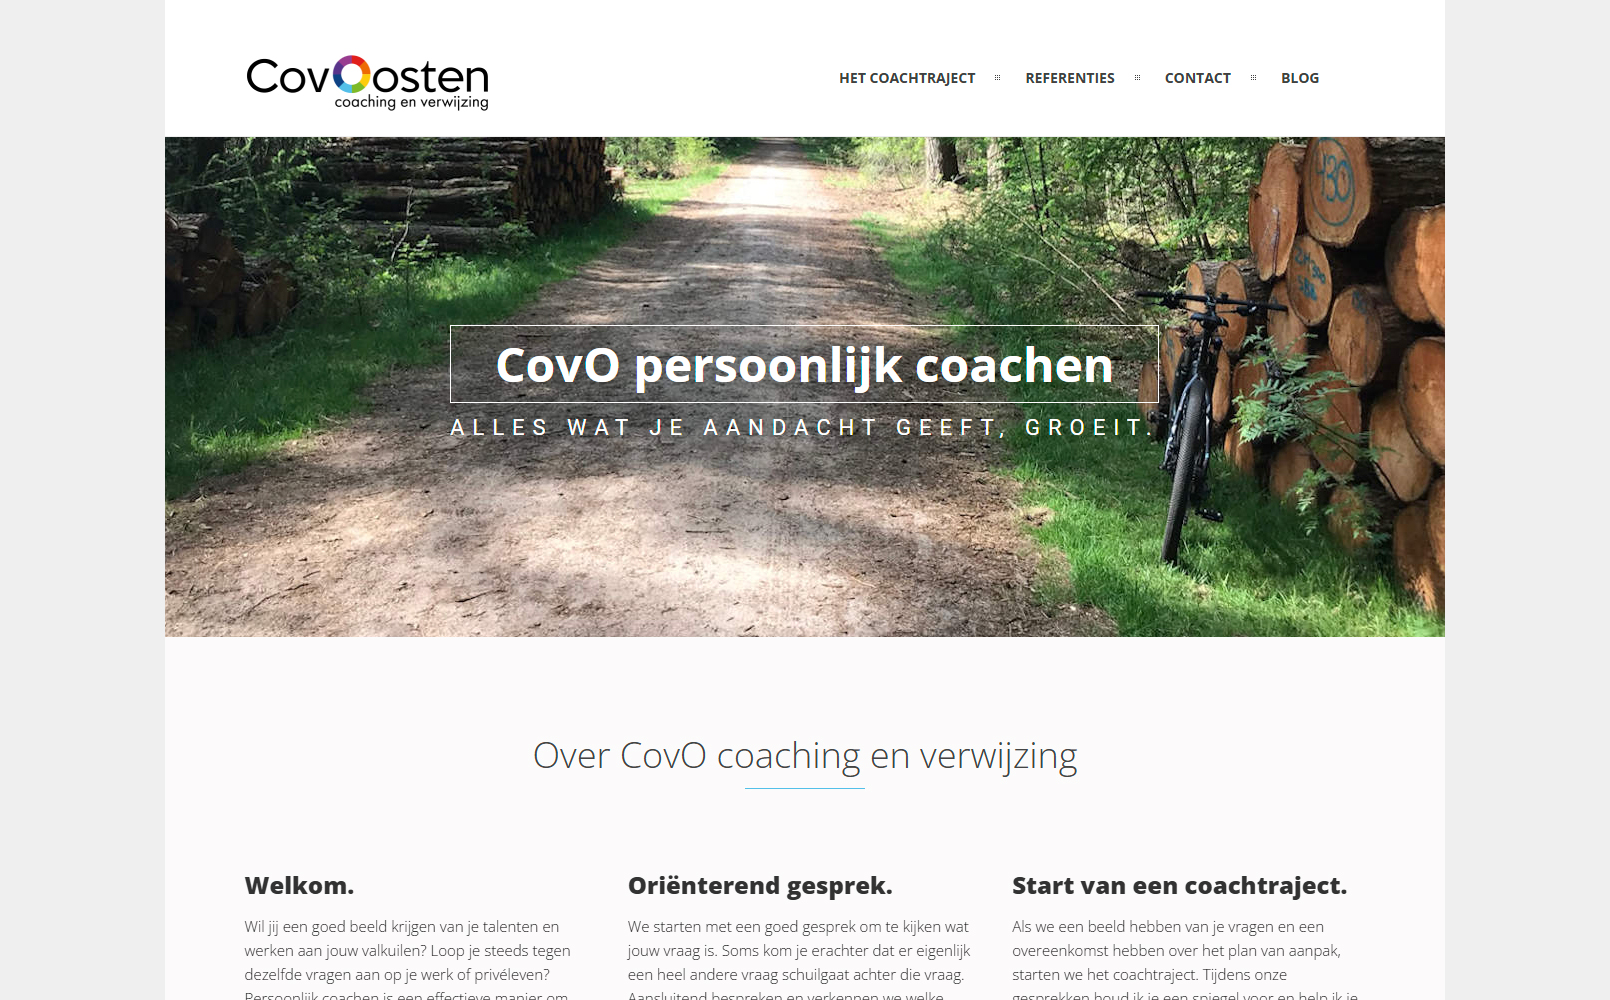 CovOosten
coaching en verwijzing
HET COACHTRAJECT
REFERENTIES
CONTACT
BLOG
430
CovO persoonlijk coachen
ALLES WAT JE AANDACHT GEEFT, GROEIT.
Over CovO coaching en verwijzing
Welkom.
Wil jij een goed beeld krijgen van je talenten en
werken aan jouw valkuilen? Loop je steeds tegen
dezelfde vragen aan op je werk of privéleven?
Persoonlijk coachen is een effectieve manier om
Oriënterend gesprek.
We starten met een goed gesprek om te kijken wat
jouw vraag is. Soms kom je erachter dat er eigenlijk
een heel andere vraag schuilgaat achter die vraag.
Aansluitend bespreken en verkennen we welke
Start van een coachtraject.
Als we een beeld hebben van je vragen en een
overeenkomst hebben over het plan van aanpak,
starten we het coachtraject. Tijdens onze
gesprekken houd ik je een spiegel voor en help ik je